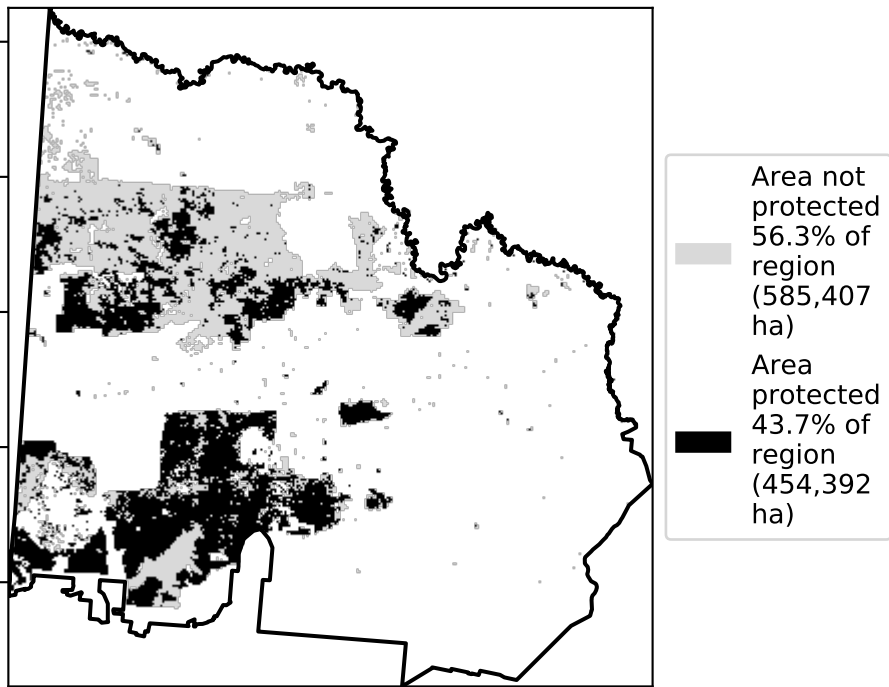 Area not
protected
56.3% of
region
(585,407
ha)
Area
protected
43.7% of
region
(454,392
ha)